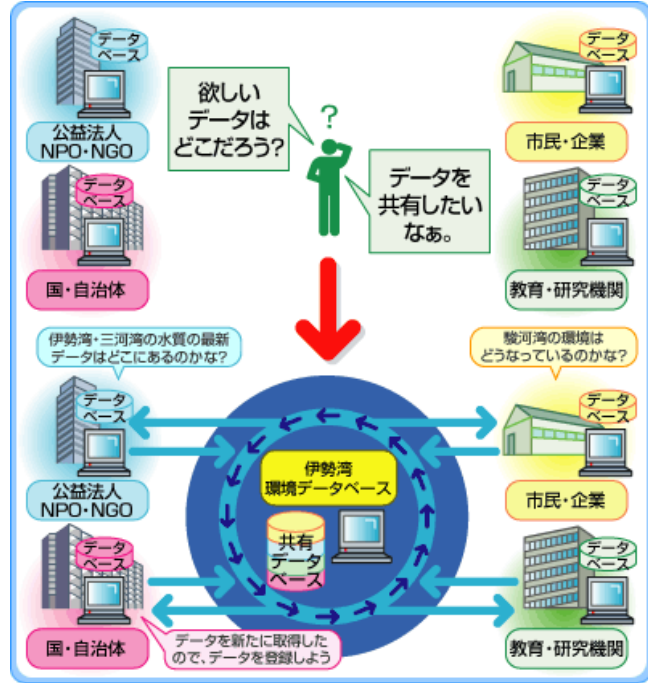 データ
ベース
公益法人
NPO・NGO
データ
ベース
国・自治体
欲しい
データは
どこだろう?
?
データを
共有したい
なぁ。
データ
ベース
市民・企業
データ
ベース
教育・研究機関
伊勢湾・三河湾の水質の最新
データはどこにあるのかな?
駿河湾の環境は
どうなっているのかな?
データ
ベース
公益法人
NPO・NGO
データ
ベース
国・自治体
データを新たに取得した
ので、データを登録しよう
伊勢湾
環境データベース
共有
データ
ベース
データ
ベース
市民・企業
データ
ベース
教育・研究機関